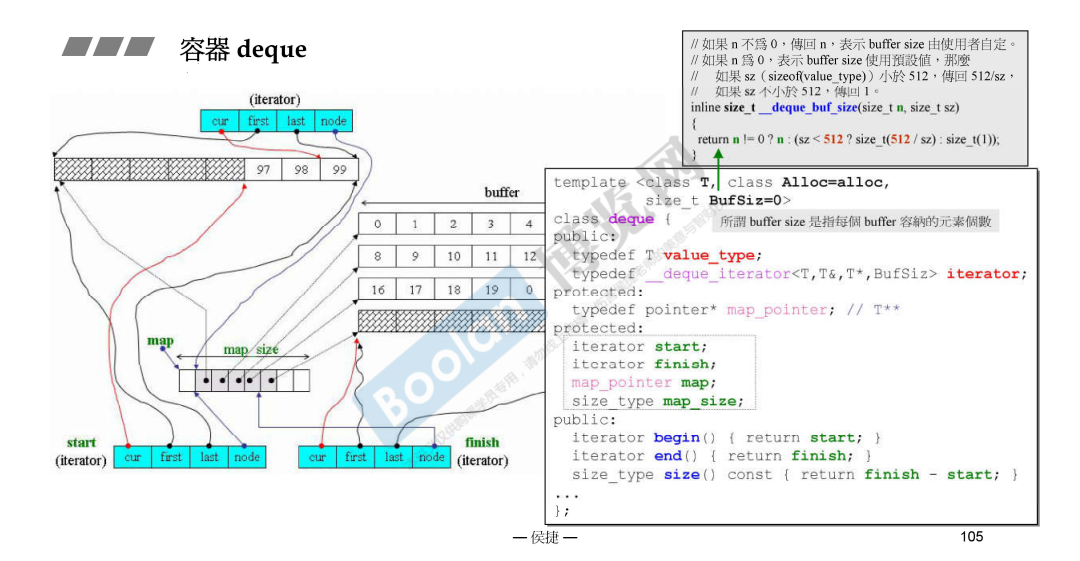 容器 deque
// 如果 n 不為 0，傳回 n，表示 buffer size 由使用者自定。
// 如果 n 為 0，表示 buffer size 使用預設值，那麼
//    如果 sz（sizeof(value_type)）小於 512，傳回 512/sz，
//    如果 sz 不小於 512，傳回 1。
inline size_t __deque_buf_size(size_t n, size_t sz)
{
  return n != 0 ? n : (sz < 512 ? size_t(512 / sz) : size_t(1));
}
(iterator)
cur first last node
97 98 99
buffer
0 1 2 3 4
8 9 10 11 12
16 17 18 19 0
map
map_size
start
(iterator)
cur first last node
cur first last node
finish
(iterator)
template <class T, class Alloc=alloc,
          size_t BufSiz=0>
class deque {
所謂 buffer size 是指每個 buffer 容納的元素個數
public:
  typedef T value_type;
  typedef __deque_iterator<T,T&,T*,BufSiz> iterator;
protected:
  typedef pointer* map_pointer; // T**
protected:
  iterator start;
  iterator finish;
  map_pointer map;
  size_type map_size;
public:
  iterator begin() { return start; }
  iterator end() { return finish; }
  size_type size() const { return finish - start; }
...
};
Boolan 博览网
— 侯捷 —
105